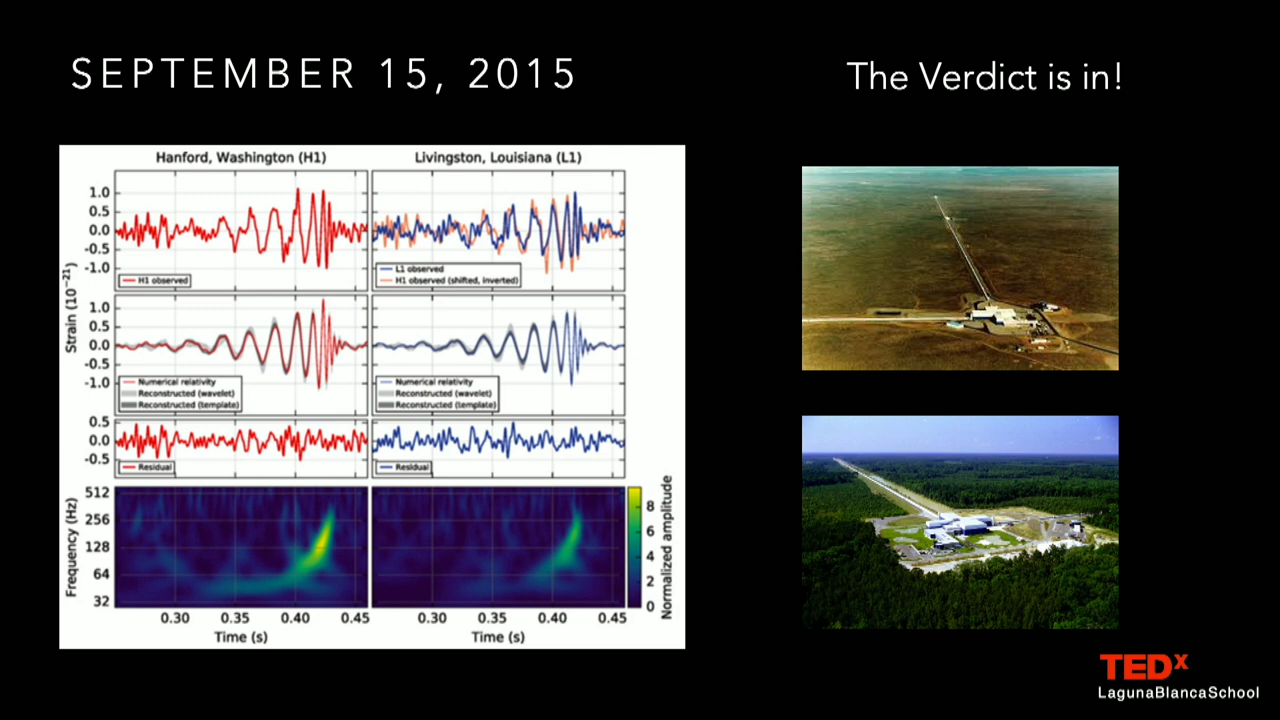 SEPTEMBER 15, 2015
The Verdict is in!
Hanford, Washington (H1)
Livingston, Louisiana (L1)
Strain (10⁻²¹)
1.0
0.5
0.0
-0.5
-1.0
H1 observed
L1 observed
H1 observed (shifted, inverted)
1.0
0.5
0.0
-0.5
-1.0
Numerical relativity
Reconstructed (wavelet)
Reconstructed (template)
Numerical relativity
Reconstructed (wavelet)
Reconstructed (template)
0.5
0.0
-0.5
Residual
Residual
Frequency (Hz)
512
256
128
64
32
0.30 0.35 0.40 0.45
Time (s)
0.30 0.35 0.40 0.45
Time (s)
8
6
4
2
0
Normalized amplitude
TEDx
LagunaBlancaSchool